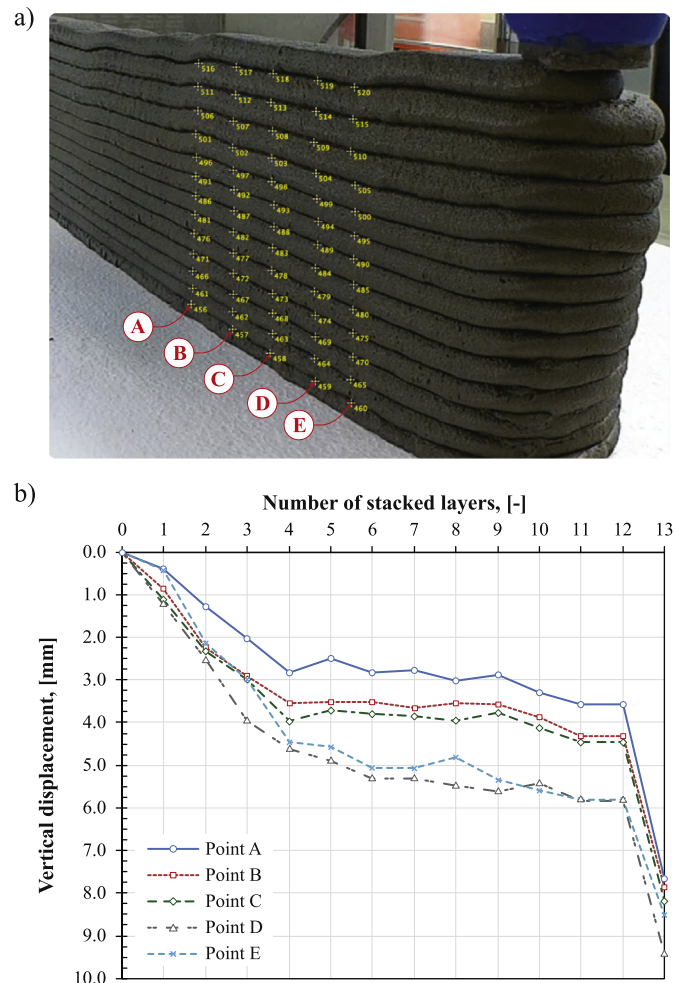 a)
516 517 518 519 520
511 512 513 514 515
506 507 508 509 510
501 502 503 504 505
496 497 498 499 500
491 492 493 494 495
486 487 488 489 490
481 482 483 484 485
476 477 478 479 480
471 472 473 474 475
466 467 468 469 470
461 462 463 464 465
456 457 458 459 460
A
B
C
D
E
b)
Number of stacked layers, [-]
0 1 2 3 4 5 6 7 8 9 10 11 12 13
Vertical displacement, [mm]
0.0
1.0
2.0
3.0
4.0
5.0
6.0
7.0
8.0
9.0
10.0
Point A
Point B
Point C
Point D
Point E